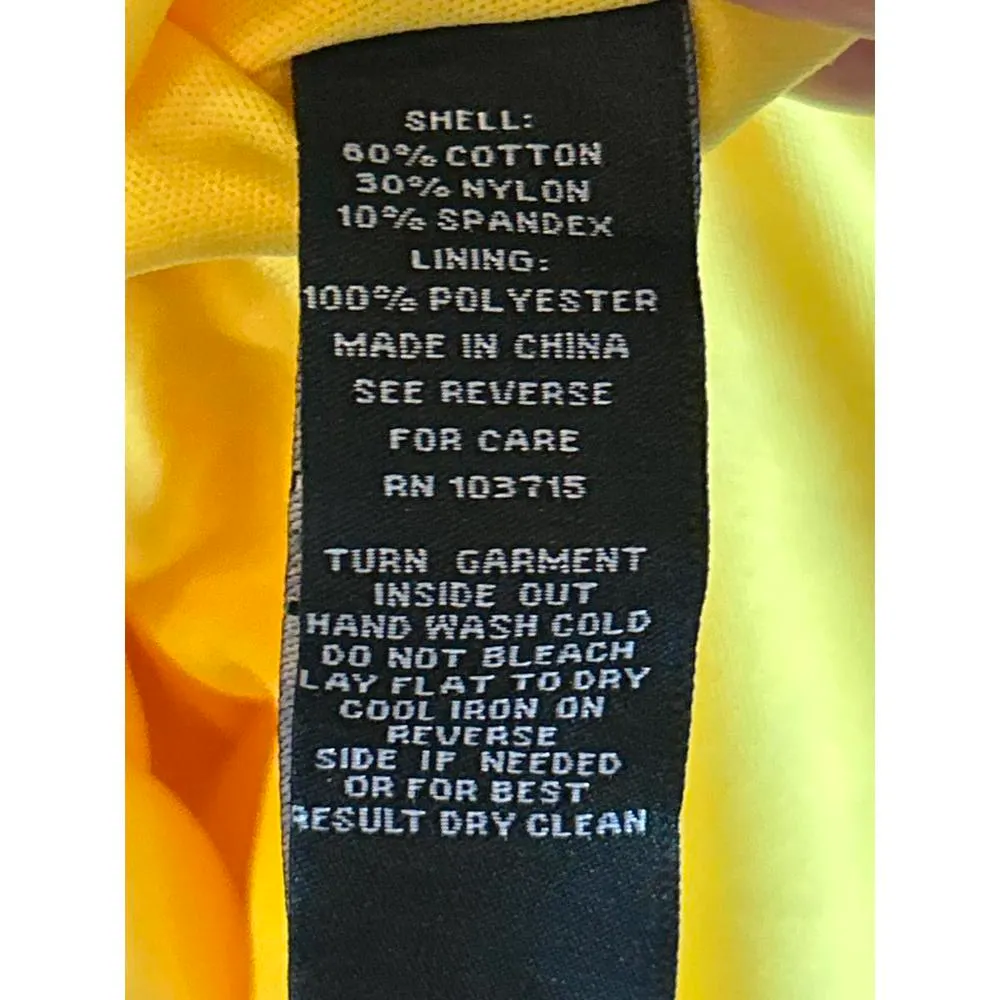 SHELL:
60% COTTON
30% NYLON
10% SPANDEX
LINING:
100% POLYESTER
MADE IN CHINA
SEE REVERSE
FOR CARE
RN 103715
TURN GARMENT
INSIDE OUT
HAND WASH COLD
DO NOT BLEACH
LAY FLAT TO DRY
COOL IRON ON
REVERSE
SIDE IF NEEDED
OR FOR BEST
RESULT DRY CLEAN